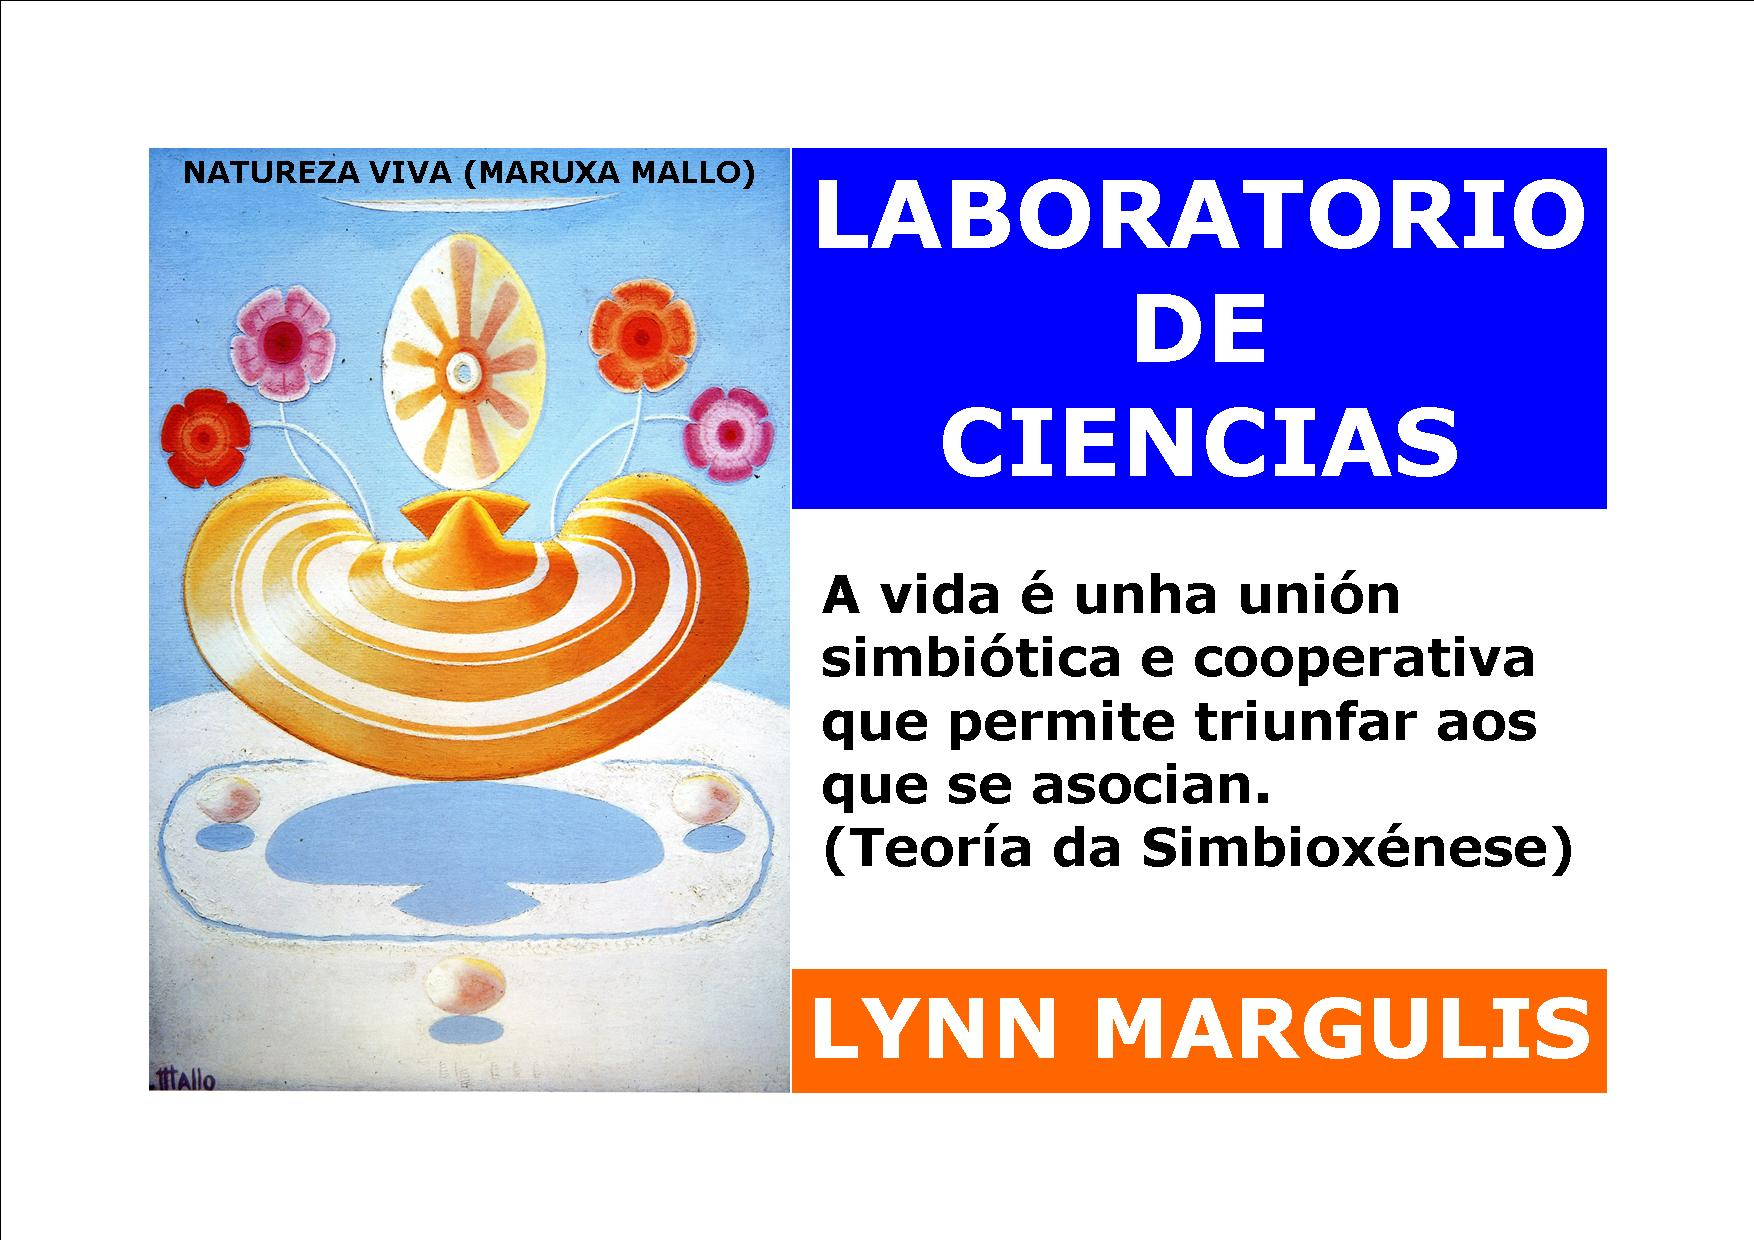 NATUREZA VIVA (MARUXA MALLO)
LABORATORIO
DE
CIENCIAS
A vida é unha unión
simbiótica e cooperativa
que permite triunfar aos
que se asocian.
(Teoría da Simbioxénese)
LYNN MARGULIS
Mallo